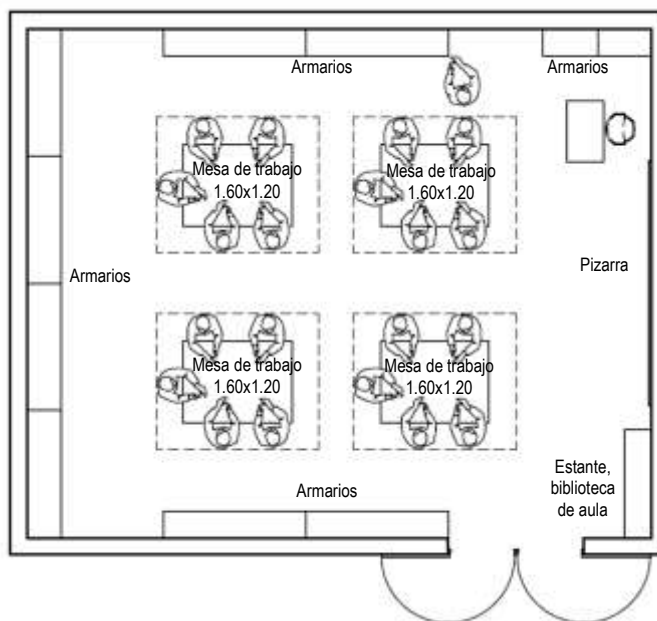 Armarios
Armarios
Mesa de trabajo
1.60x1.20
Mesa de trabajo
1.60x1.20
Armarios
Pizarra
Mesa de trabajo
1.60x1.20
Mesa de trabajo
1.60x1.20
Armarios
Estante,
biblioteca
de aula